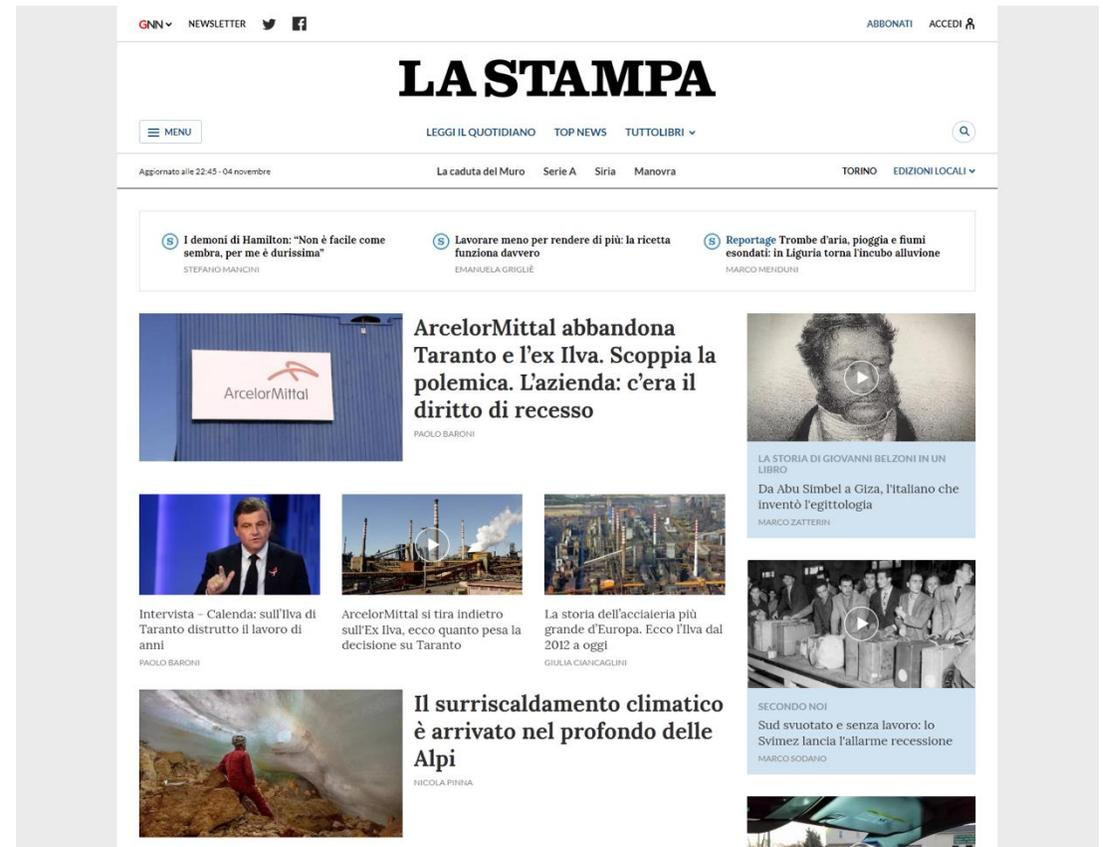 GNN NEWSLETTER
ABBONATI ACCEDI
LA STAMPA
MENU
LEGGI IL QUOTIDIANO TOP NEWS TUTTOLIBRI
Aggiornato alle 22:45 - 04 novembre
La caduta del Muro Serie A Siria Manovra
TORINO EDIZIONI LOCALI
S I demoni di Hamilton: “Non è facile come
sembra, per me è durissima”
STEFANO MANCINI
S Lavorare meno per rendere di più: la ricetta
funziona davvero
EMANUELA GRIGLIÈ
S Reportage Trombe d'aria, pioggia e fiumi
esondati: in Liguria torna l'incubo alluvione
MARCO MENDUNI
ArcelorMittal
ArcelorMittal abbandona
Taranto e l’ex Ilva. Scoppia la
polemica. L’azienda: c’era il
diritto di recesso
PAOLO BARONI
Intervista – Calenda: sull’Ilva di
Taranto distrutto il lavoro di
anni
PAOLO BARONI
ArcelorMittal si tira indietro
sull'Ex Ilva, ecco quanto pesa la
decisione su Taranto
La storia dell’acciaieria più
grande d’Europa. Ecco l’Ilva dal
2012 a oggi
GIULIA CIANCAGLINI
Il surriscaldamento climatico
è arrivato nel profondo delle
Alpi
NICOLA PINNA
LA STORIA DI GIOVANNI BELZONI IN UN
LIBRO
Da Abu Simbel a Giza, l'italiano che
inventò l'egittologia
MARCO ZATTERIN
SECONDO NOI
Sud svuotato e senza lavoro: lo
Svimez lancia l'allarme recessione
MARCO SODANO